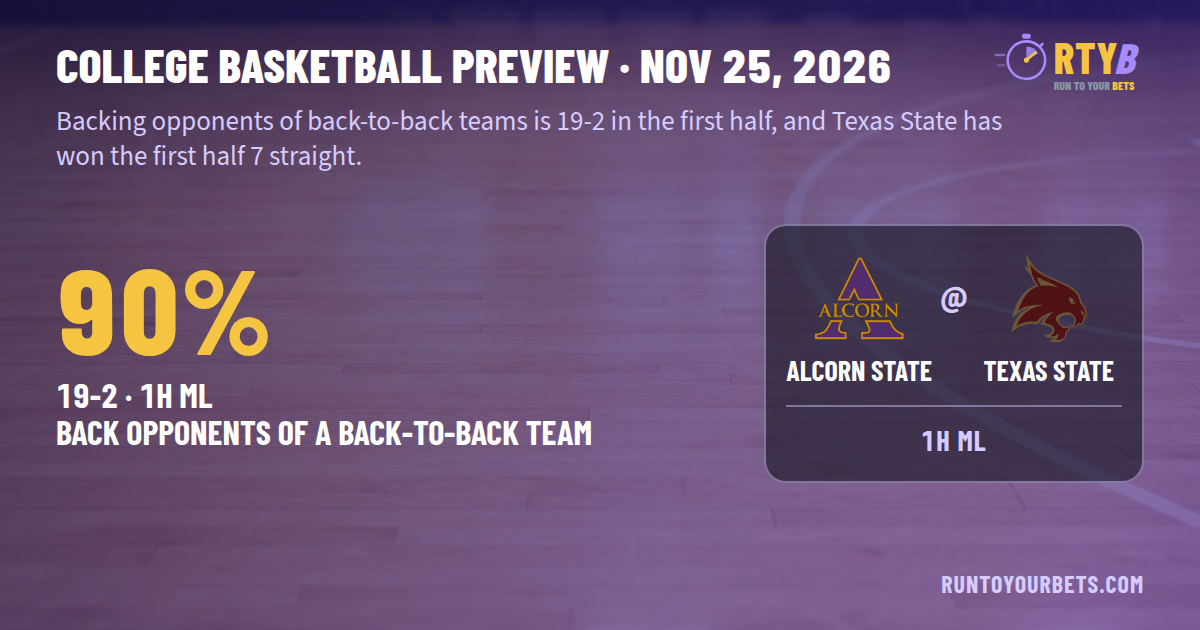 COLLEGE BASKETBALL PREVIEW · NOV 25, 2026
RTYB
RUN TO YOUR BETS
Backing opponents of back-to-back teams is 19-2 in the first half, and Texas State has
won the first half 7 straight.
90%
19-2 · 1H ML
BACK OPPONENTS OF A BACK-TO-BACK TEAM
ALCORN
@
ALCORN STATE
TEXAS STATE
1H ML
RUNTOYOURBETS.COM